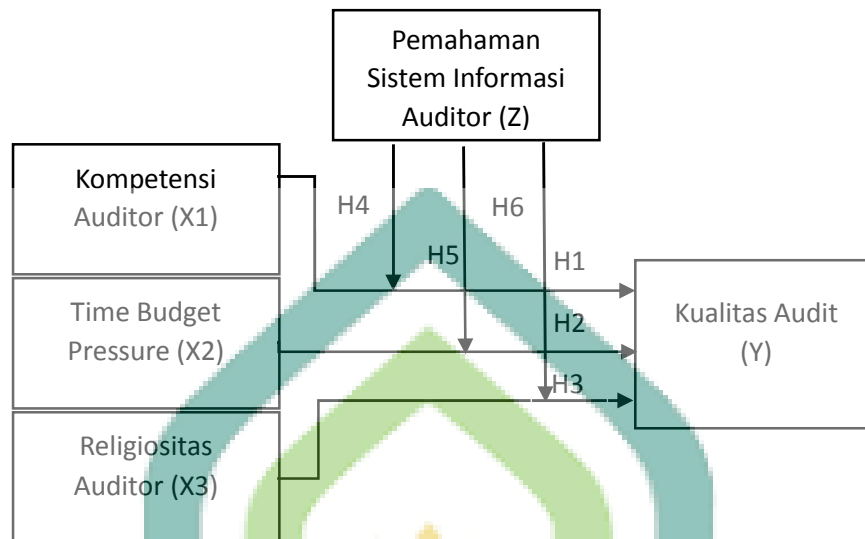 Pemahaman
Sistem Informasi
Auditor (Z)
Kompetensi
Auditor (X1)
H4
H6
H5
H1
Time Budget
Pressure (X2)
H2
Kualitas Audit
(Y)
H3
Religiositas
Auditor (X3)